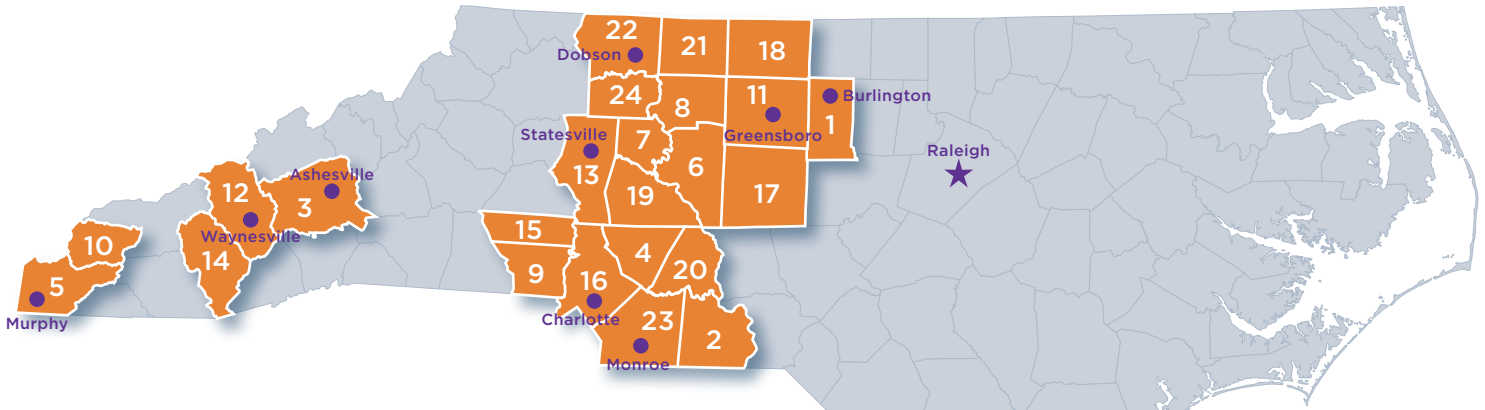 22
21
18
Dobson
24
8
11
Burlington
Statesville
7
Greensboro
1
Raleigh
13
6
Ashesville
12
3
19
17
15
Waynesville
10
14
4
5
9
16
20
Murphy
Charlotte
23
2
Monroe